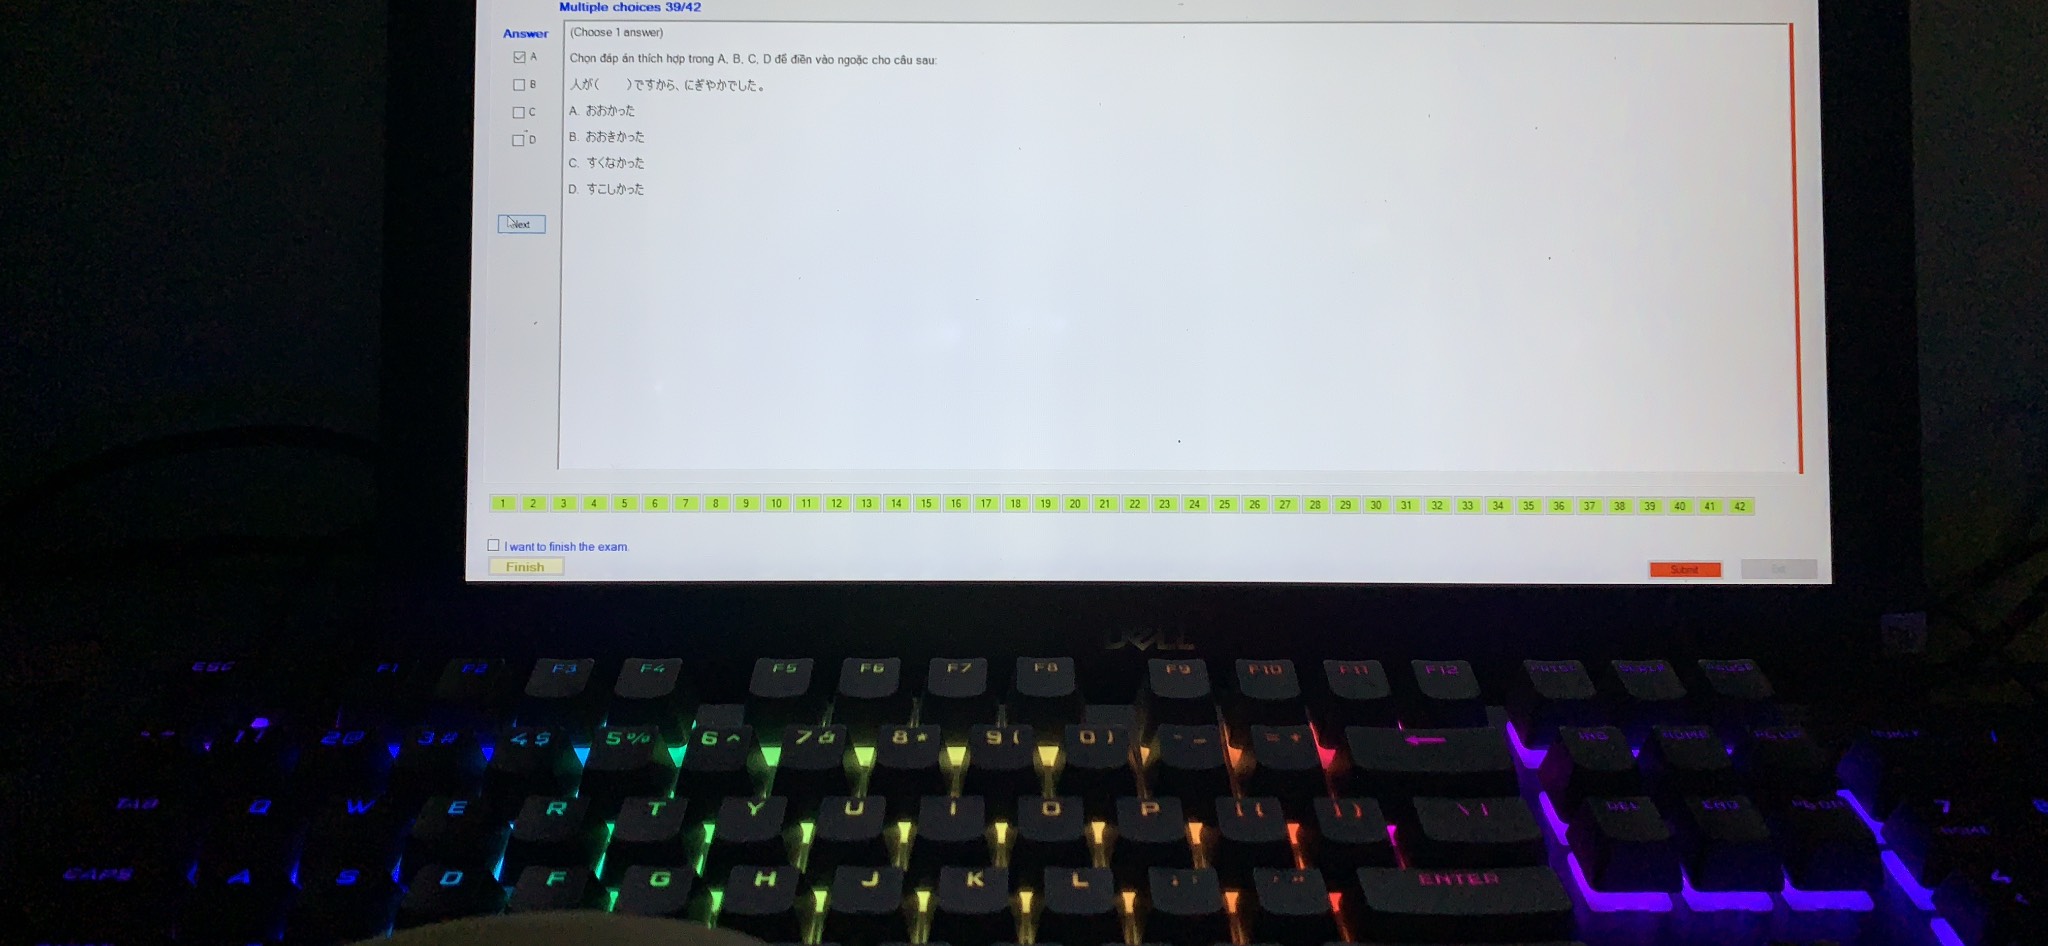 Multiple choices 39/42
Answer
A
B
C
D
Next
(Choose 1 answer)
Chọn đáp án thích hợp trong A, B, C, D để điền vào ngoặc cho câu sau:
人が(　　)ですから、にぎやかでした。
A. おおかった
B. おおきかった
C. すくなかった
D. すこしかった
1 2 3 4 5 6 7 8 9 10 11 12 13 14 15 16 17 18 19 20 21 22 23 24 25 26 27 28 29 30 31 32 33 34 35 36 37 38 39 40 41 42
I want to finish the exam.
Finish
Submit
DELL
ESC F1 F2 F3 F4 F5 F6 F7 F8 F9 F10 F11 F12
1! 2@ 3# 4$ 5% 6^ 7& 8* 9( 0) -_ =+
TAB Q W E R T Y U I O P [{ ]} \| DEL END
CAPS A S D F G H J K L ;: '" ENTER